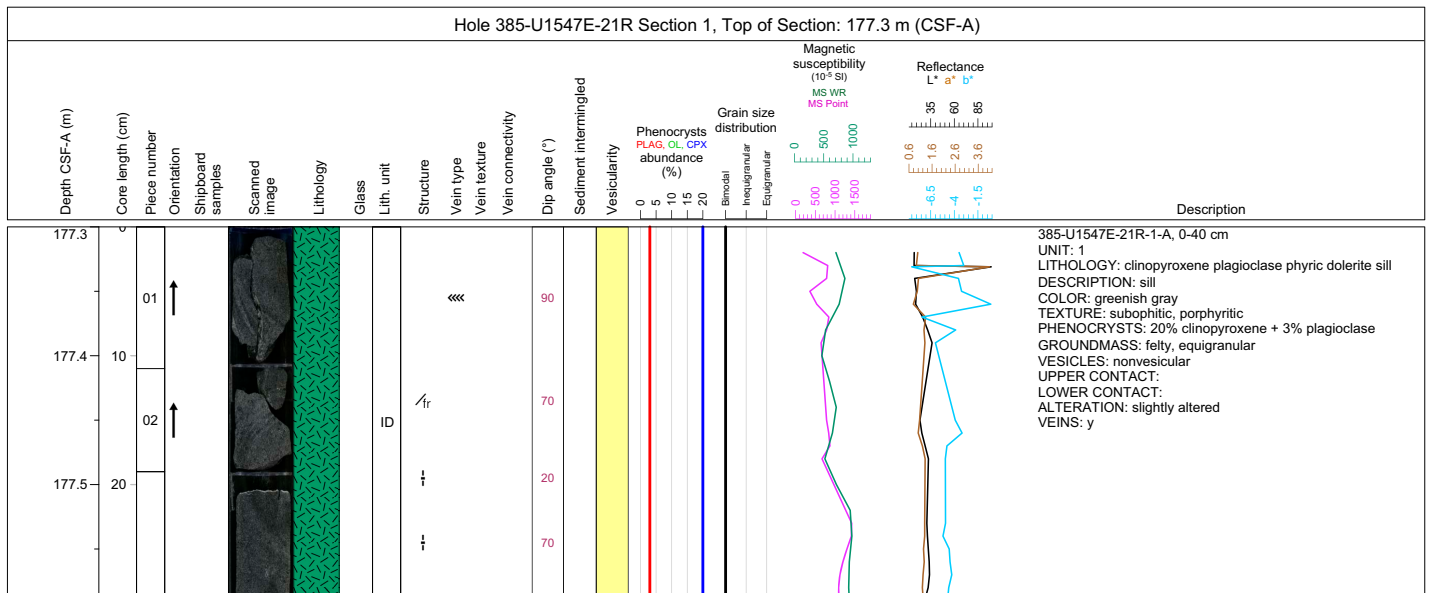 Hole 385-U1547E-21R Section 1, Top of Section: 177.3 m (CSF-A)
Depth CSF-A (m)
Core length (cm)
Piece number
Orientation
Shipboard
samples
Scanned
image
Lithology
Glass
Lith. unit
Structure
Vein type
Vein texture
Vein connectivity
Dip angle (°)
Sediment intermingled
Vesicularity
Phenocrysts
PLAG, OL, CPX
abundance
(%)
0 5 10 15 20
Grain size
distribution
Bimodal
Inequigranular
Equigranular
Magnetic
susceptibility
(10-5 SI)
MS WR
MS Point
0 500 1000
0 500 1000 1500
Reflectance
L* a* b*
35 60 85
0.6 1.6 2.6 3.6
-6.5 -4 -1.5
Description
177.3
177.4
177.5
0
10
20
01
02
ID
fr
90
70
20
70
385-U1547E-21R-1-A, 0-40 cm
UNIT: 1
LITHOLOGY: clinopyroxene plagioclase phyric dolerite sill
DESCRIPTION: sill
COLOR: greenish gray
TEXTURE: subophitic, porphyritic
PHENOCRYSTS: 20% clinopyroxene + 3% plagioclase
GROUNDMASS: felty, equigranular
VESICLES: nonvesicular
UPPER CONTACT:
LOWER CONTACT:
ALTERATION: slightly altered
VEINS: y